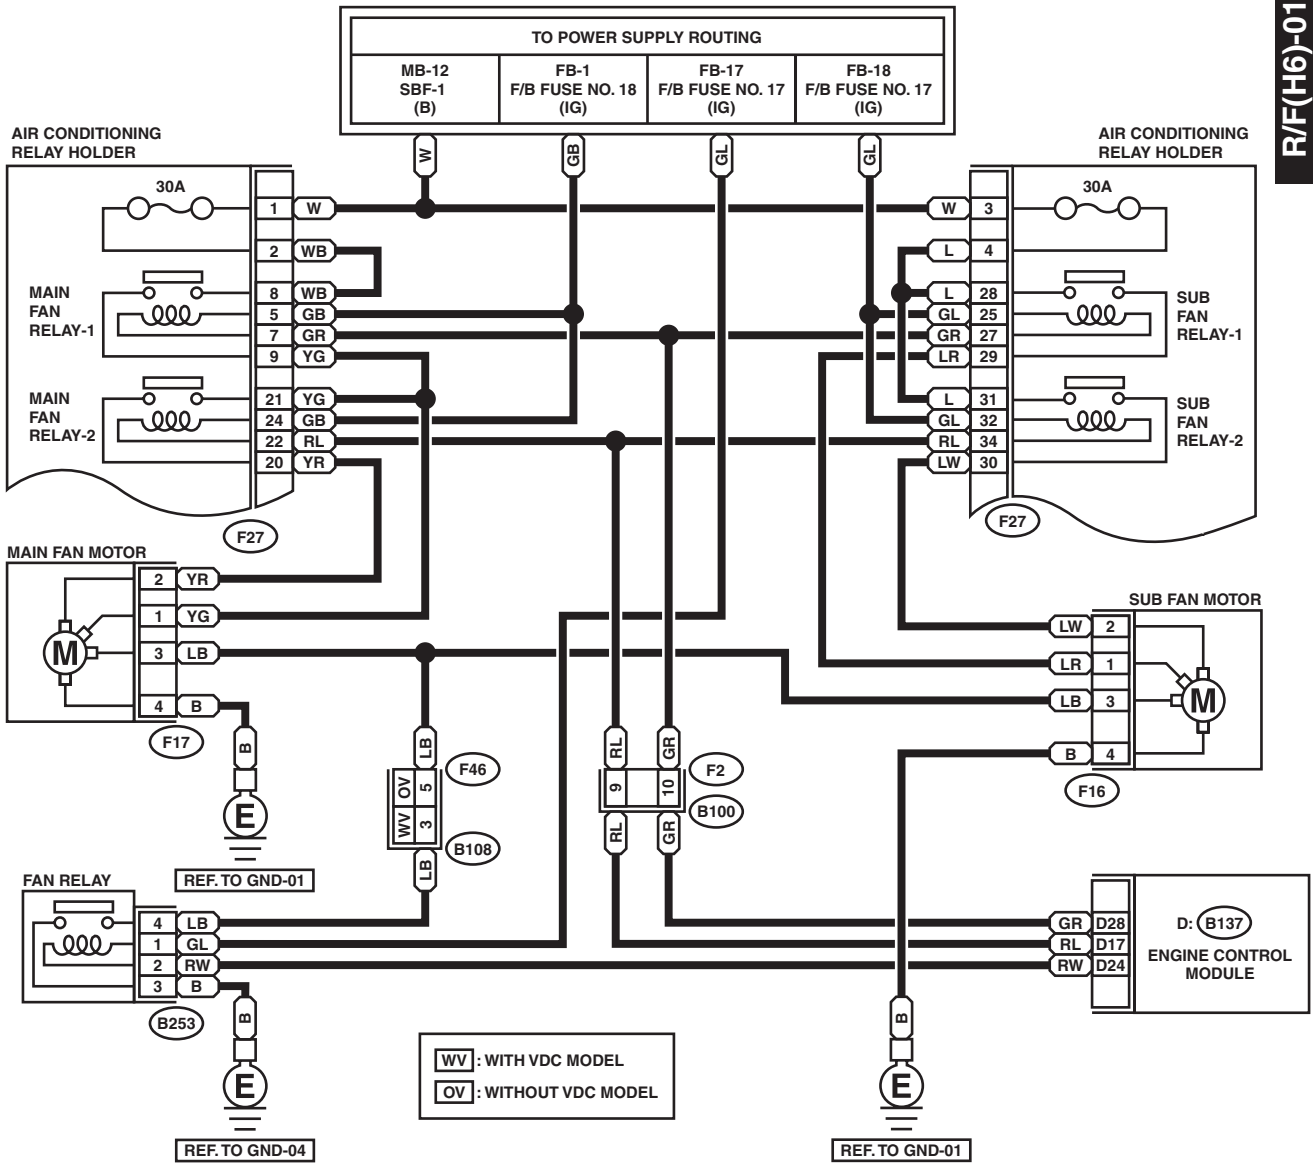 R/F(H6)-01
TO POWER SUPPLY ROUTING
MB-12
SBF-1
(B)
FB-1
F/B FUSE NO. 18
(IG)
FB-17
F/B FUSE NO. 17
(IG)
FB-18
F/B FUSE NO. 17
(IG)
W
GB
GL
GL
AIR CONDITIONING
RELAY HOLDER
30A
1 W
2 WB
8 WB
5 GB
7 GR
9 YG
21 YG
24 GB
22 RL
20 YR
MAIN
FAN
RELAY-1
MAIN
FAN
RELAY-2
F27
AIR CONDITIONING
RELAY HOLDER
30A
W 3
L 4
L 28
GL 25
GR 27
LR 29
L 31
GL 32
RL 34
LW 30
SUB
FAN
RELAY-1
SUB
FAN
RELAY-2
F27
MAIN FAN MOTOR
M
2 YR
1 YG
3 LB
4 B
F17
B
E
REF. TO GND-01
SUB FAN MOTOR
LW 2
LR 1
LB 3
B 4
M
F16
LB
OV 5
WV 3
LB
F46
B108
RL
GR
9
10
RL
GR
F2
B100
FAN RELAY
4 LB
1 GL
2 RW
3 B
B253
B
E
REF. TO GND-04
GR D28
RL D17
RW D24
D: B137
ENGINE CONTROL
MODULE
WV : WITH VDC MODEL
OV : WITHOUT VDC MODEL
B
E
REF. TO GND-01